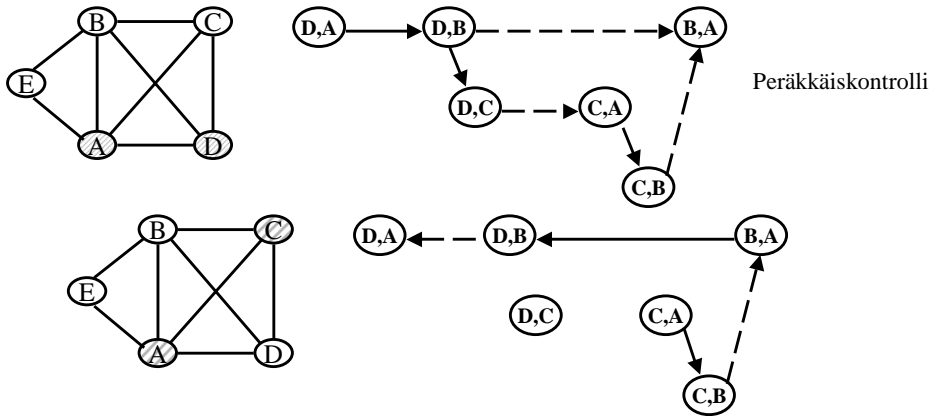 B C D,A D,B B,A
E D,C C,A Peräkkäiskontrolli
A D
C,B
B C D,A D,B B,A
E D,C C,A
A D
C,B